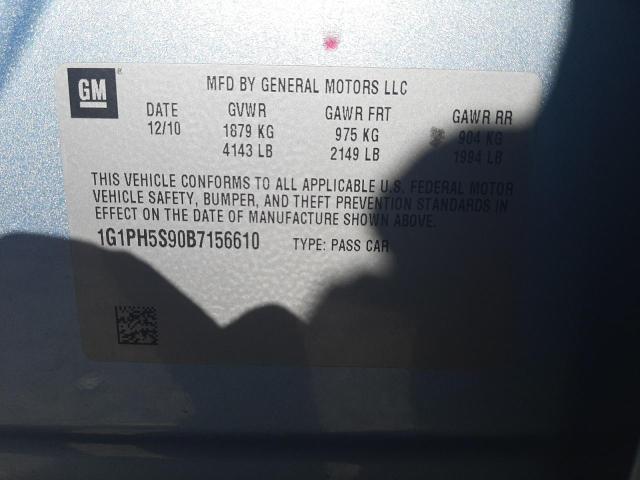 GM
MFD BY GENERAL MOTORS LLC
DATE GVWR GAWR FRT GAWR RR
12/10 1879 KG 975 KG 904 KG
4143 LB 2149 LB 1994 LB
THIS VEHICLE CONFORMS TO ALL APPLICABLE U.S. FEDERAL MOTOR
VEHICLE SAFETY, BUMPER, AND THEFT PREVENTION STANDARDS IN
EFFECT ON THE DATE OF MANUFACTURE SHOWN ABOVE.
1G1PH5S90B7156610 TYPE: PASS CAR